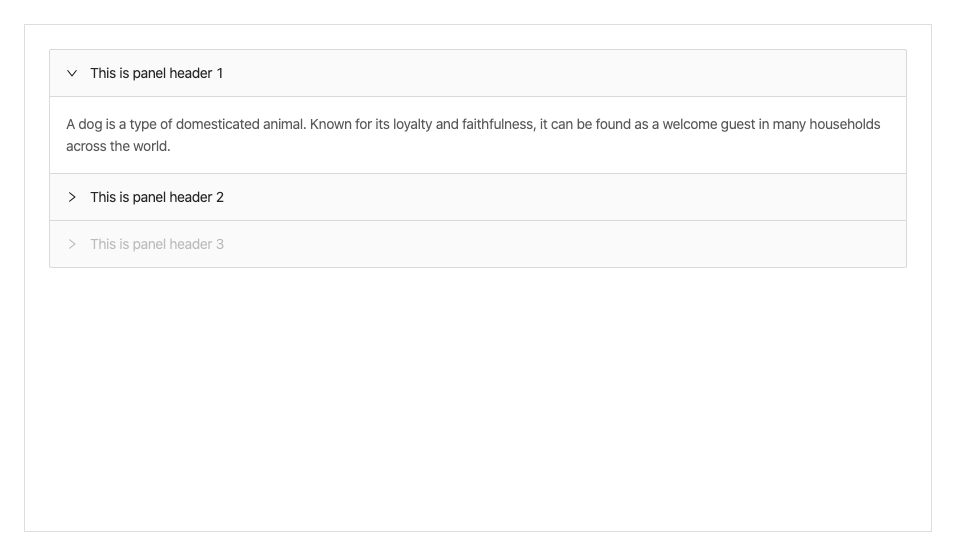 This is panel header 1
A dog is a type of domesticated animal. Known for its loyalty and faithfulness, it can be found as a welcome guest in many households
across the world.
This is panel header 2
This is panel header 3